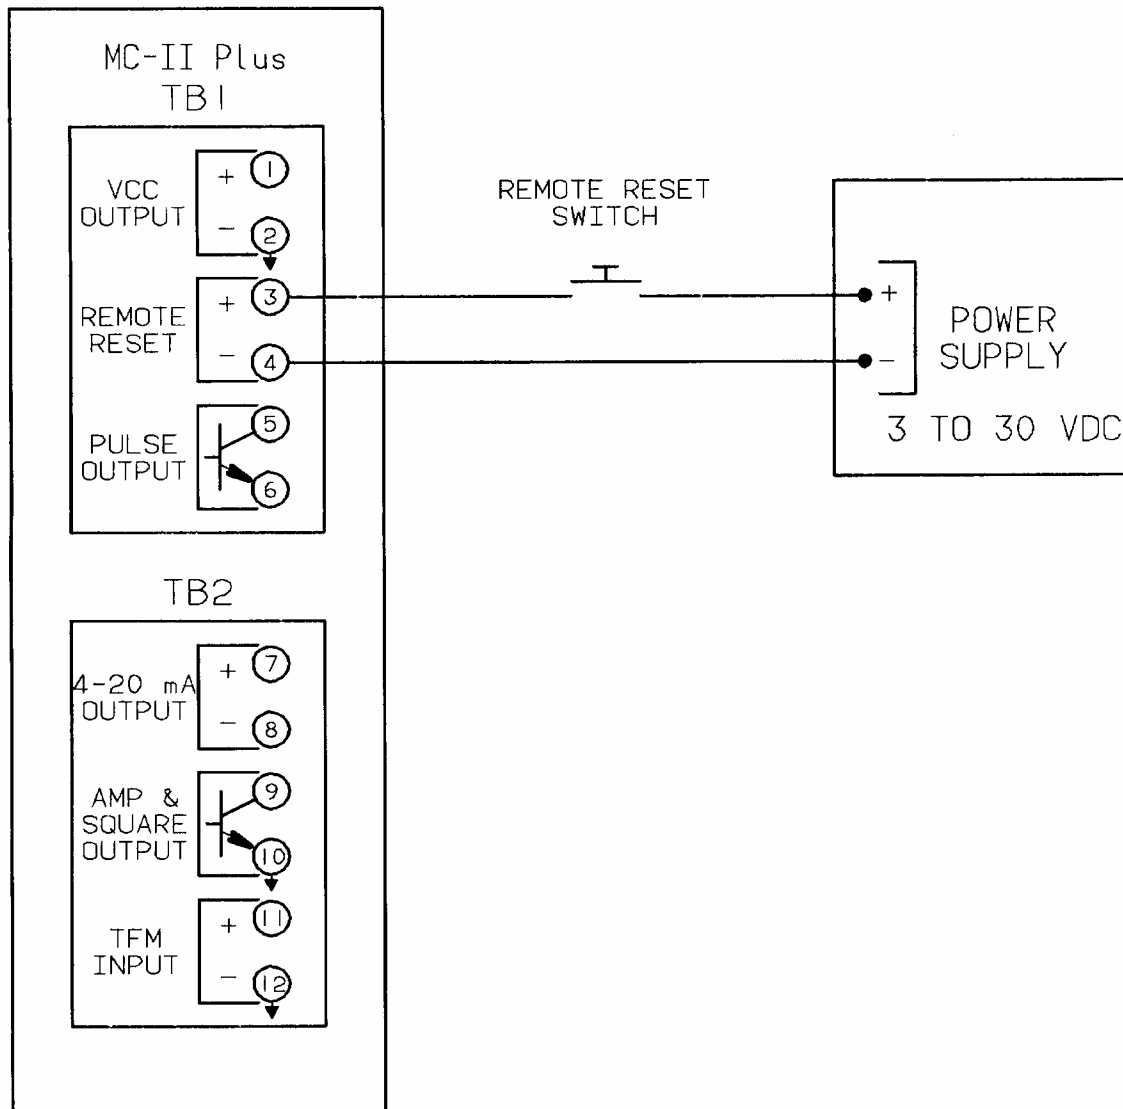 MC-II Plus
TB1
VCC
OUTPUT
+
1
-
2
REMOTE
RESET
+
3
-
4
PULSE
OUTPUT
5
6
REMOTE RESET
SWITCH
+
-
POWER
SUPPLY
3 TO 30 VDC
TB2
4-20 mA
OUTPUT
+
7
-
8
AMP &
SQUARE
OUTPUT
9
10
TFM
INPUT
+
11
-
12